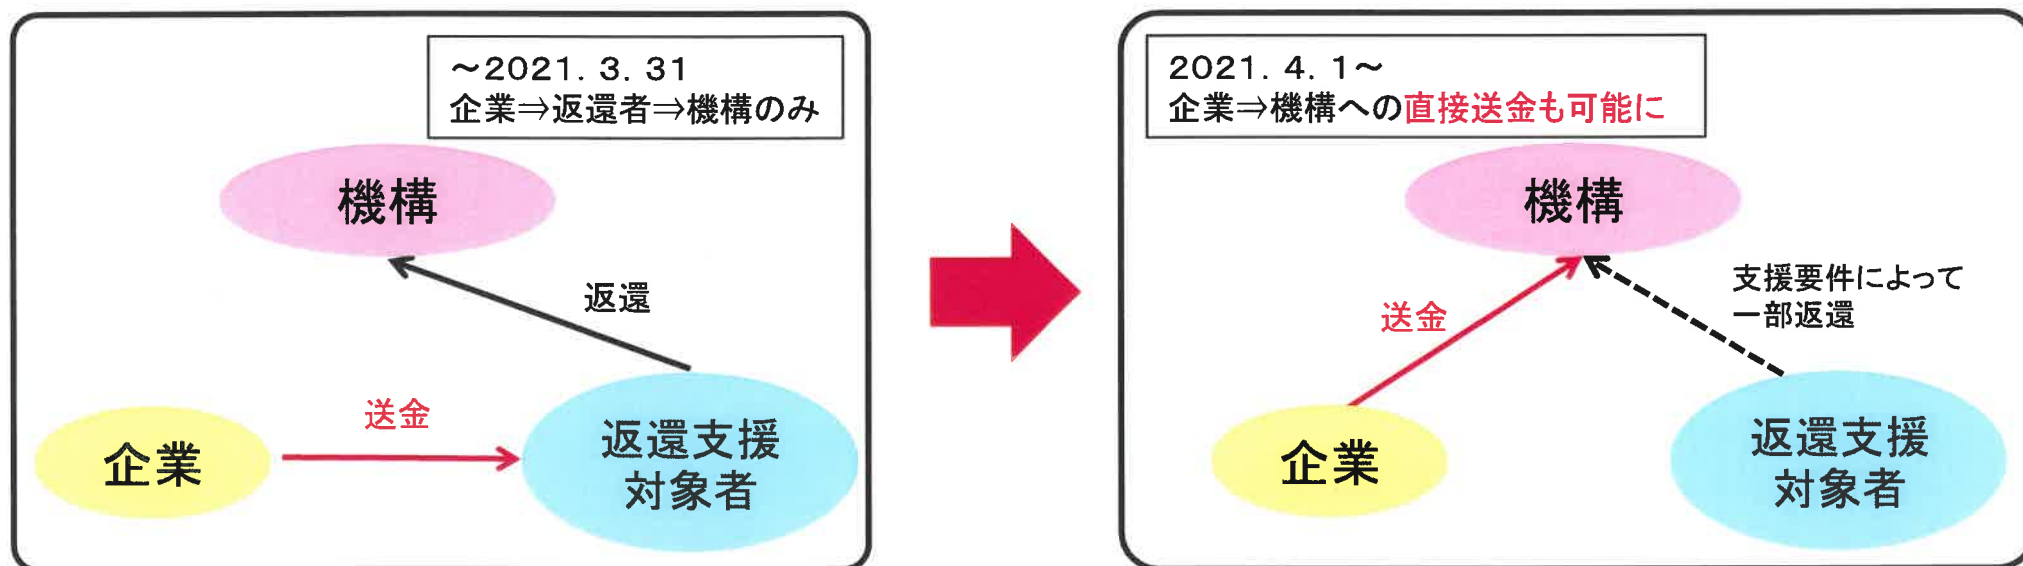 ～2021．3．31
企業⇒返還者⇒機構のみ
機構
返還
送金
企業
返還支援
対象者
2021．4．1～
企業⇒機構への直接送金も可能に
機構
送金
支援要件によって
一部返還
企業
返還支援
対象者